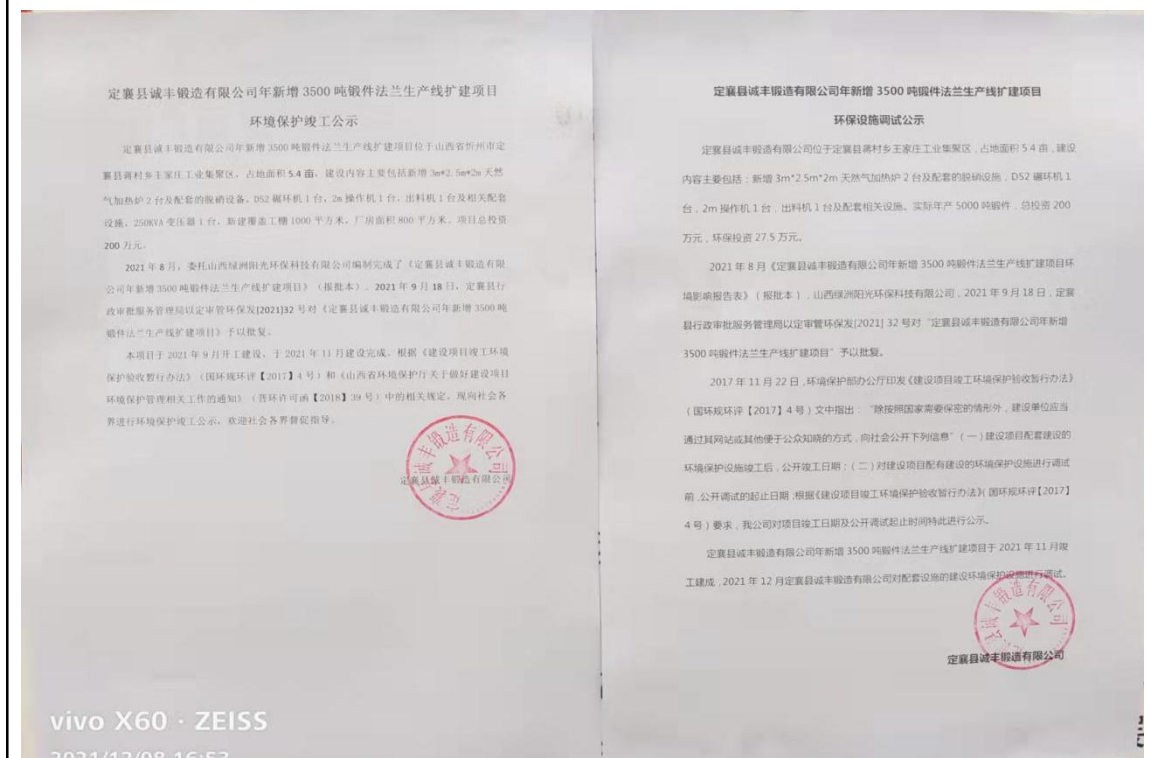 定襄县诚丰锻造有限公司年新增 3500 吨锻件法兰生产线扩建项目
环境保护竣工公示
定襄县诚丰锻造有限公司年新增 3500 吨锻件法兰生产线扩建项目位于山西省忻州市定
襄县蒋村乡王家庄工业集聚区，占地面积 5.4 亩，建设内容主要包括新增 3m*2.5m*2m 天然
气加热炉 2 台及配套的脱硝设备，D52 碾环机 1 台，2m 操作机 1 台，出料机 1 台及相关配套
设施，250KVA 变压器 1 台，新建覆盖工棚 1000 平方米，厂房面积 800 平方米，项目总投资
200 万元。
2021 年 8 月，委托山西绿洲阳光环保科技有限公司编制完成了《定襄县诚丰锻造有限
公司年新增 3500 吨锻件法兰生产线扩建项目》（报批本），2021 年 9 月 18 日，定襄县行
政审批服务管理局以定审管环保发[2021]32 号对《定襄县诚丰锻造有限公司年新增 3500 吨
锻件法兰生产线扩建项目》予以批复。
本项目于 2021 年 9 月开工建设，于 2021 年 11 月建设完成。根据《建设项目竣工环境
保护验收暂行办法》（国环规环评【2017】4 号）和《山西省环境保护厅关于做好建设项目
环境保护管理相关工作的通知》（晋环许可函【2018】39 号）中的相关规定，现向社会各
界进行环境保护竣工公示，欢迎社会各界督促指导。
定襄县诚丰锻造有限公司
定襄县诚丰锻造有限公司
定襄县诚丰锻造有限公司年新增 3500 吨锻件法兰生产线扩建项目
环保设施调试公示
定襄县诚丰锻造有限公司位于定襄县蒋村乡王家庄工业集聚区，占地面积 5.4 亩，建设
内容主要包括：新增 3m*2.5m*2m 天然气加热炉 2 台及配套的脱硝设施，D52 碾环机 1
台，2m 操作机 1 台，出料机 1 台及配套相关设施。实际年产 5000 吨锻件，总投资 200
万元，环保投资 27.5 万元。
2021 年 8 月《定襄县诚丰锻造有限公司年新增 3500 吨锻件法兰生产线扩建项目环
境影响报告表》（报批本），山西绿洲阳光环保科技有限公司，2021 年 9 月 18 日，定襄
县行政审批服务管理局以定审管环保发[2021] 32 号对“定襄县诚丰锻造有限公司年新增
3500 吨锻件法兰生产线扩建项目”予以批复。
2017 年 11 月 22 日，环境保护部办公厅印发《建设项目竣工环境保护验收暂行办法》
（国环规环评【2017】4 号）文中指出：“除按照国家需要保密的情形外，建设单位应当
通过其网站或其他便于公众知晓的方式，向社会公开下列信息”（一）建设项目配套建设的
环境保护设施竣工后，公开竣工日期；（二）对建设项目配有建设的环境保护设施进行调试
前，公开调试的起止日期，根据《建设项目竣工环境保护验收暂行办法》（国环规环评【2017】
4 号）要求，我公司对项目竣工日期及公开调试起止时间特此进行公示。
定襄县诚丰锻造有限公司年新增 3500 吨锻件法兰生产线扩建项目于 2021 年 11 月竣
工建成，2021 年 12 月定襄县诚丰锻造有限公司对配套设施的建设环境保护设施进行调试。
县诚丰锻造有限公司
定襄县诚丰锻造有限公司
vivo X60 · ZEISS
2021/12/08 16:53